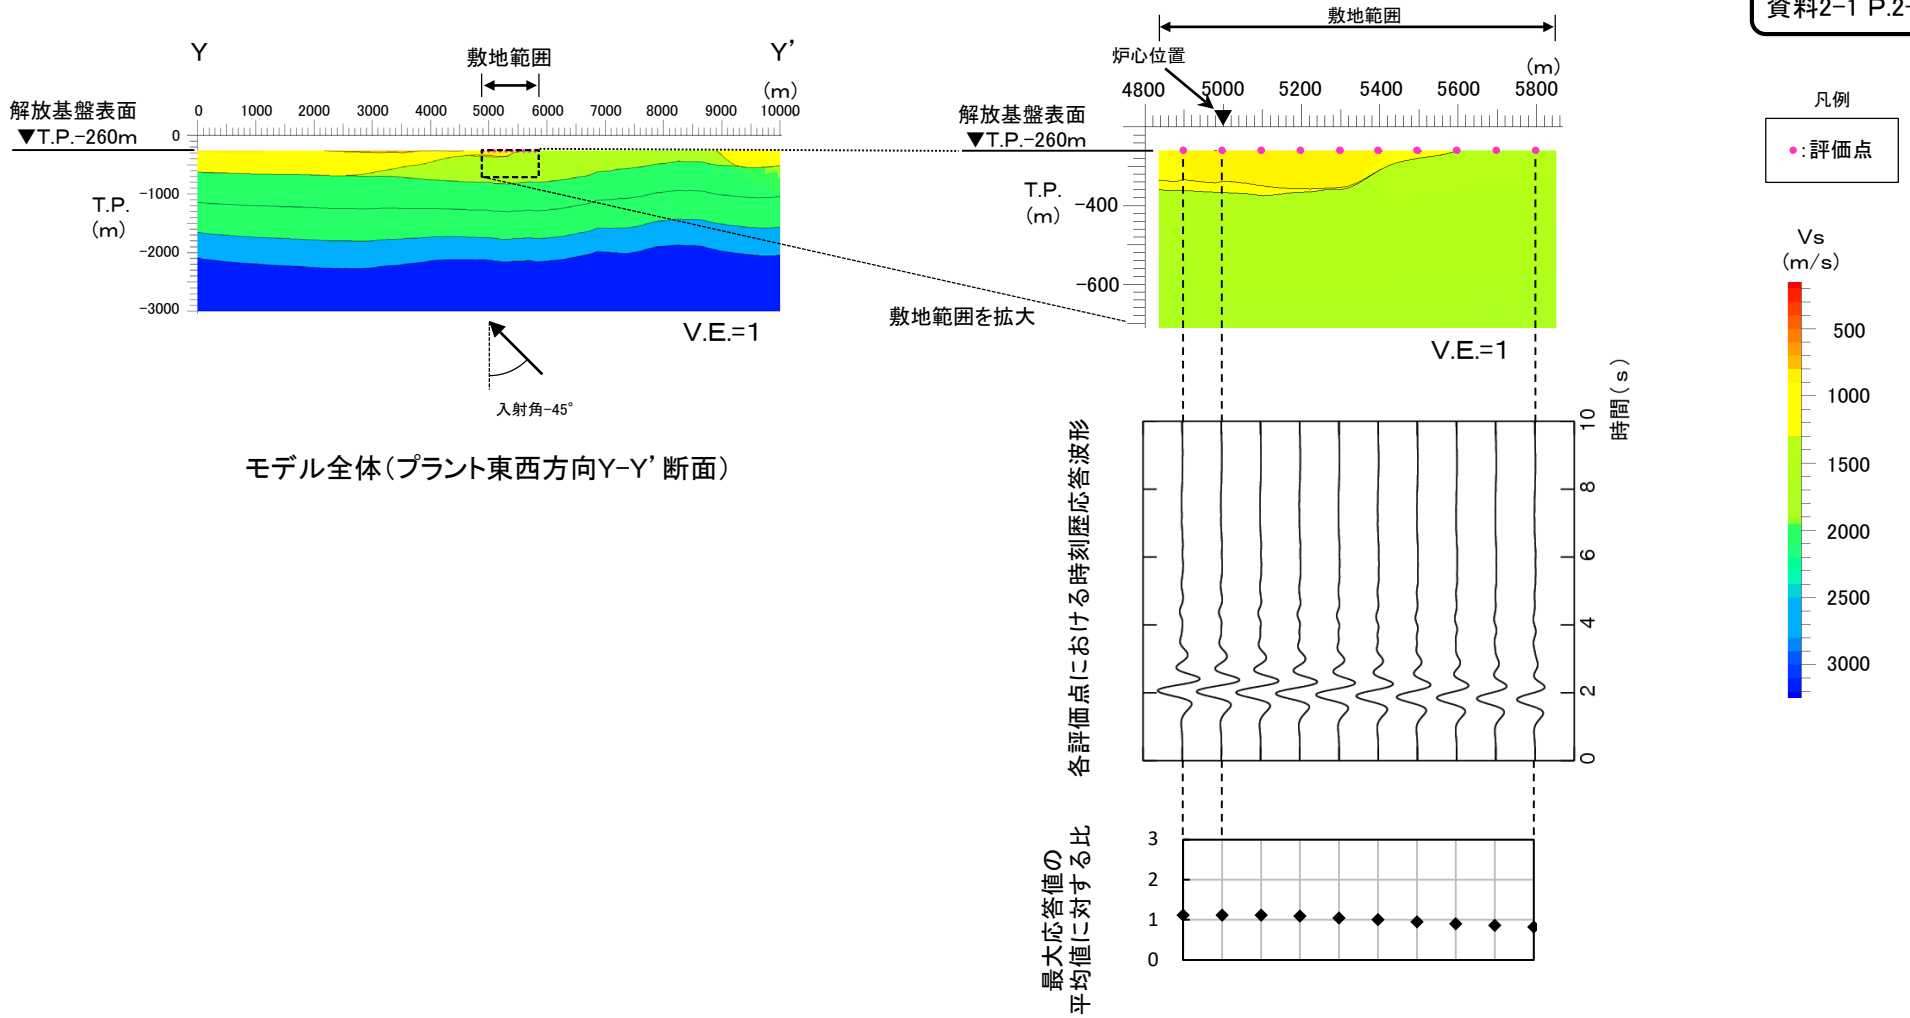 資料2-1 P.2-
Y
Y’
敷地範囲
(m)
0 1000 2000 3000 4000 5000 6000 7000 8000 9000 10000
解放基盤表面
▼T.P.-260m
0
-1000
-2000
-3000
T.P.
(m)
V.E.=1
入射角-45°
モデル全体(プラント東西方向Y-Y’断面)
敷地範囲を拡大
敷地範囲
炉心位置
(m)
4800 5000 5200 5400 5600 5800
解放基盤表面
▼T.P.-260m
T.P.
(m)
-400
-600
V.E.=1
凡例
●:評価点
Vs
(m/s)
500
1000
1500
2000
2500
3000
各評価点における時刻歴応答波形
時間(s)
0 2 4 6 8 10
最大応答値の
平均値に対する比
3
2
1
0